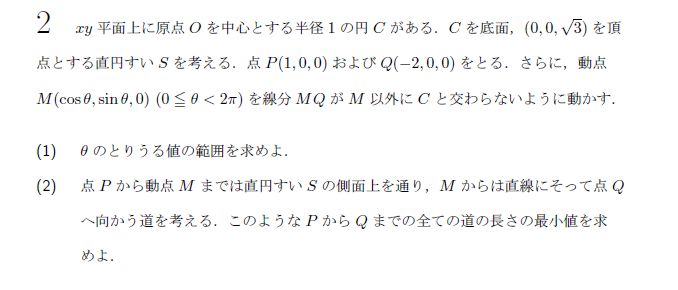 2 xy 平面上に原点 O を中心とする半径 1 の円 C がある．C を底面，(0, 0, √3) を頂
点とする直円すい S を考える．点 P(1, 0, 0) および Q(−2, 0, 0) をとる．さらに，動点
M(cos θ, sin θ, 0) (0 ≦ θ < 2π) を線分 MQ が M 以外に C と交わらないように動かす．
(1) θ のとりうる値の範囲を求めよ．
(2) 点 P から動点 M までは直円すい S の側面上を通り，M からは直線にそって点 Q
へ向かう道を考える．このような P から Q までの全ての道の長さの最小値を求
めよ．